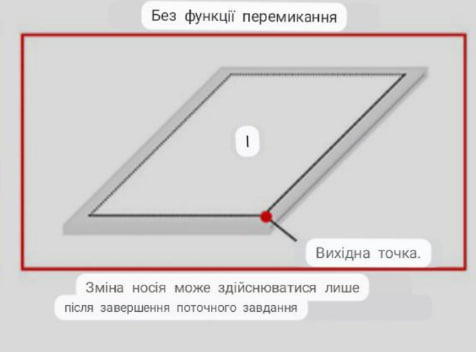 Без функції перемикання
I
Вихідна точка.
Зміна носія може здійснюватися лише
після завершення поточного завдання